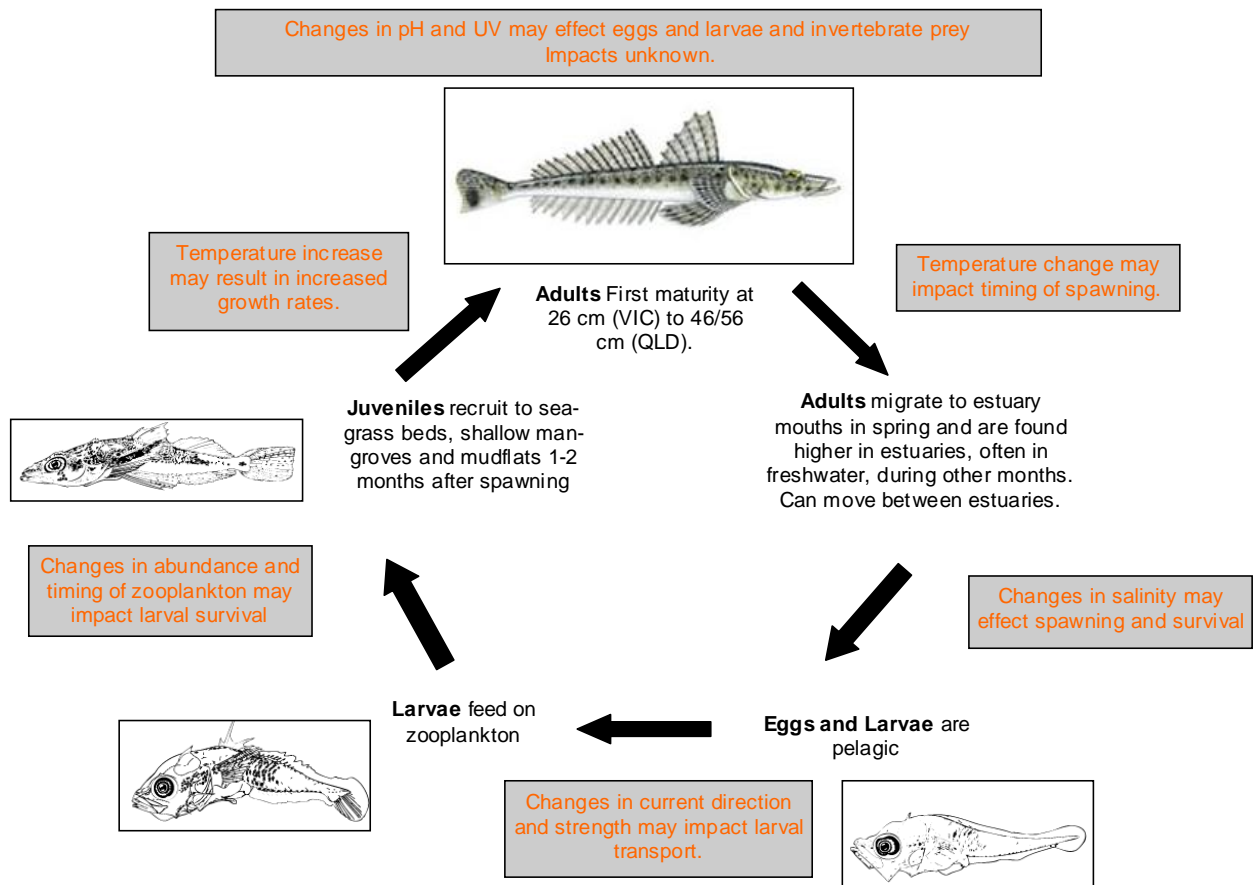 Changes in pH and UV may effect eggs and larvae and invertebrate prey
Impacts unknown.
Temperature increase
may result in increased
growth rates.
Adults First maturity at
26 cm (VIC) to 46/56
cm (QLD).
Temperature change may
impact timing of spawning.
Juveniles recruit to sea-
grass beds, shallow man-
groves and mudflats 1-2
months after spawning
Adults migrate to estuary
mouths in spring and are found
higher in estuaries, often in
freshwater, during other months.
Can move between estuaries.
Changes in abundance and
timing of zooplankton may
impact larval survival
Changes in salinity may
effect spawning and survival
Larvae feed on
zooplankton
Eggs and Larvae are
pelagic
Changes in current direction
and strength may impact larval
transport.